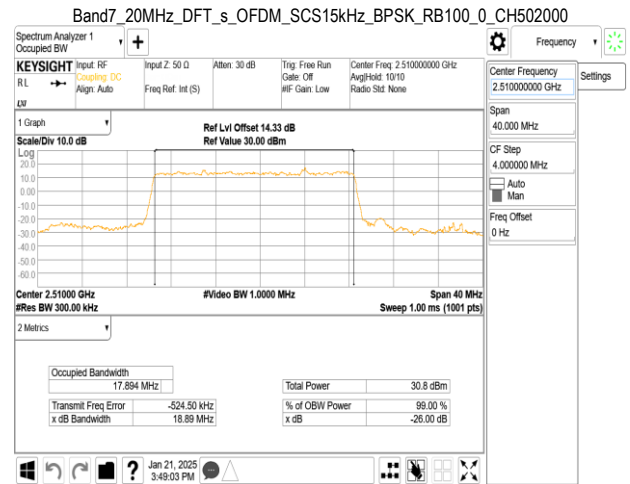 Band7_20MHz_DFT_s_OFDM_SCS15kHz_BPSK_RB100_0_CH502000
Spectrum Analyzer 1
Occupied BW
+
Frequency
KEYSIGHT
RL
LXI
Input: RF
Coupling: DC
Align: Auto
Input Z: 50 Ω
Freq Ref: Int (S)
Atten: 30 dB
Trig: Free Run
Gate: Off
#IF Gain: Low
Center Freq: 2.510000000 GHz
Avg|Hold: 10/10
Radio Std: None
Center Frequency
2.510000000 GHz
Settings
Span
40.000 MHz
CF Step
4.000000 MHz
Auto
Man
Freq Offset
0 Hz
1 Graph
Scale/Div 10.0 dB
Ref Lvl Offset 14.33 dB
Ref Value 30.00 dBm
Log
20.0
10.0
0.00
-10.0
-20.0
-30.0
-40.0
-50.0
-60.0
Center 2.51000 GHz
#Video BW 1.0000 MHz
Span 40 MHz
#Res BW 300.00 kHz
Sweep 1.00 ms (1001 pts)
2 Metrics
Occupied Bandwidth
17.894 MHz
Total Power 30.8 dBm
Transmit Freq Error -524.50 kHz
% of OBW Power 99.00 %
x dB Bandwidth 18.89 MHz
x dB -26.00 dB
?
Jan 21, 2025
3:49:03 PM